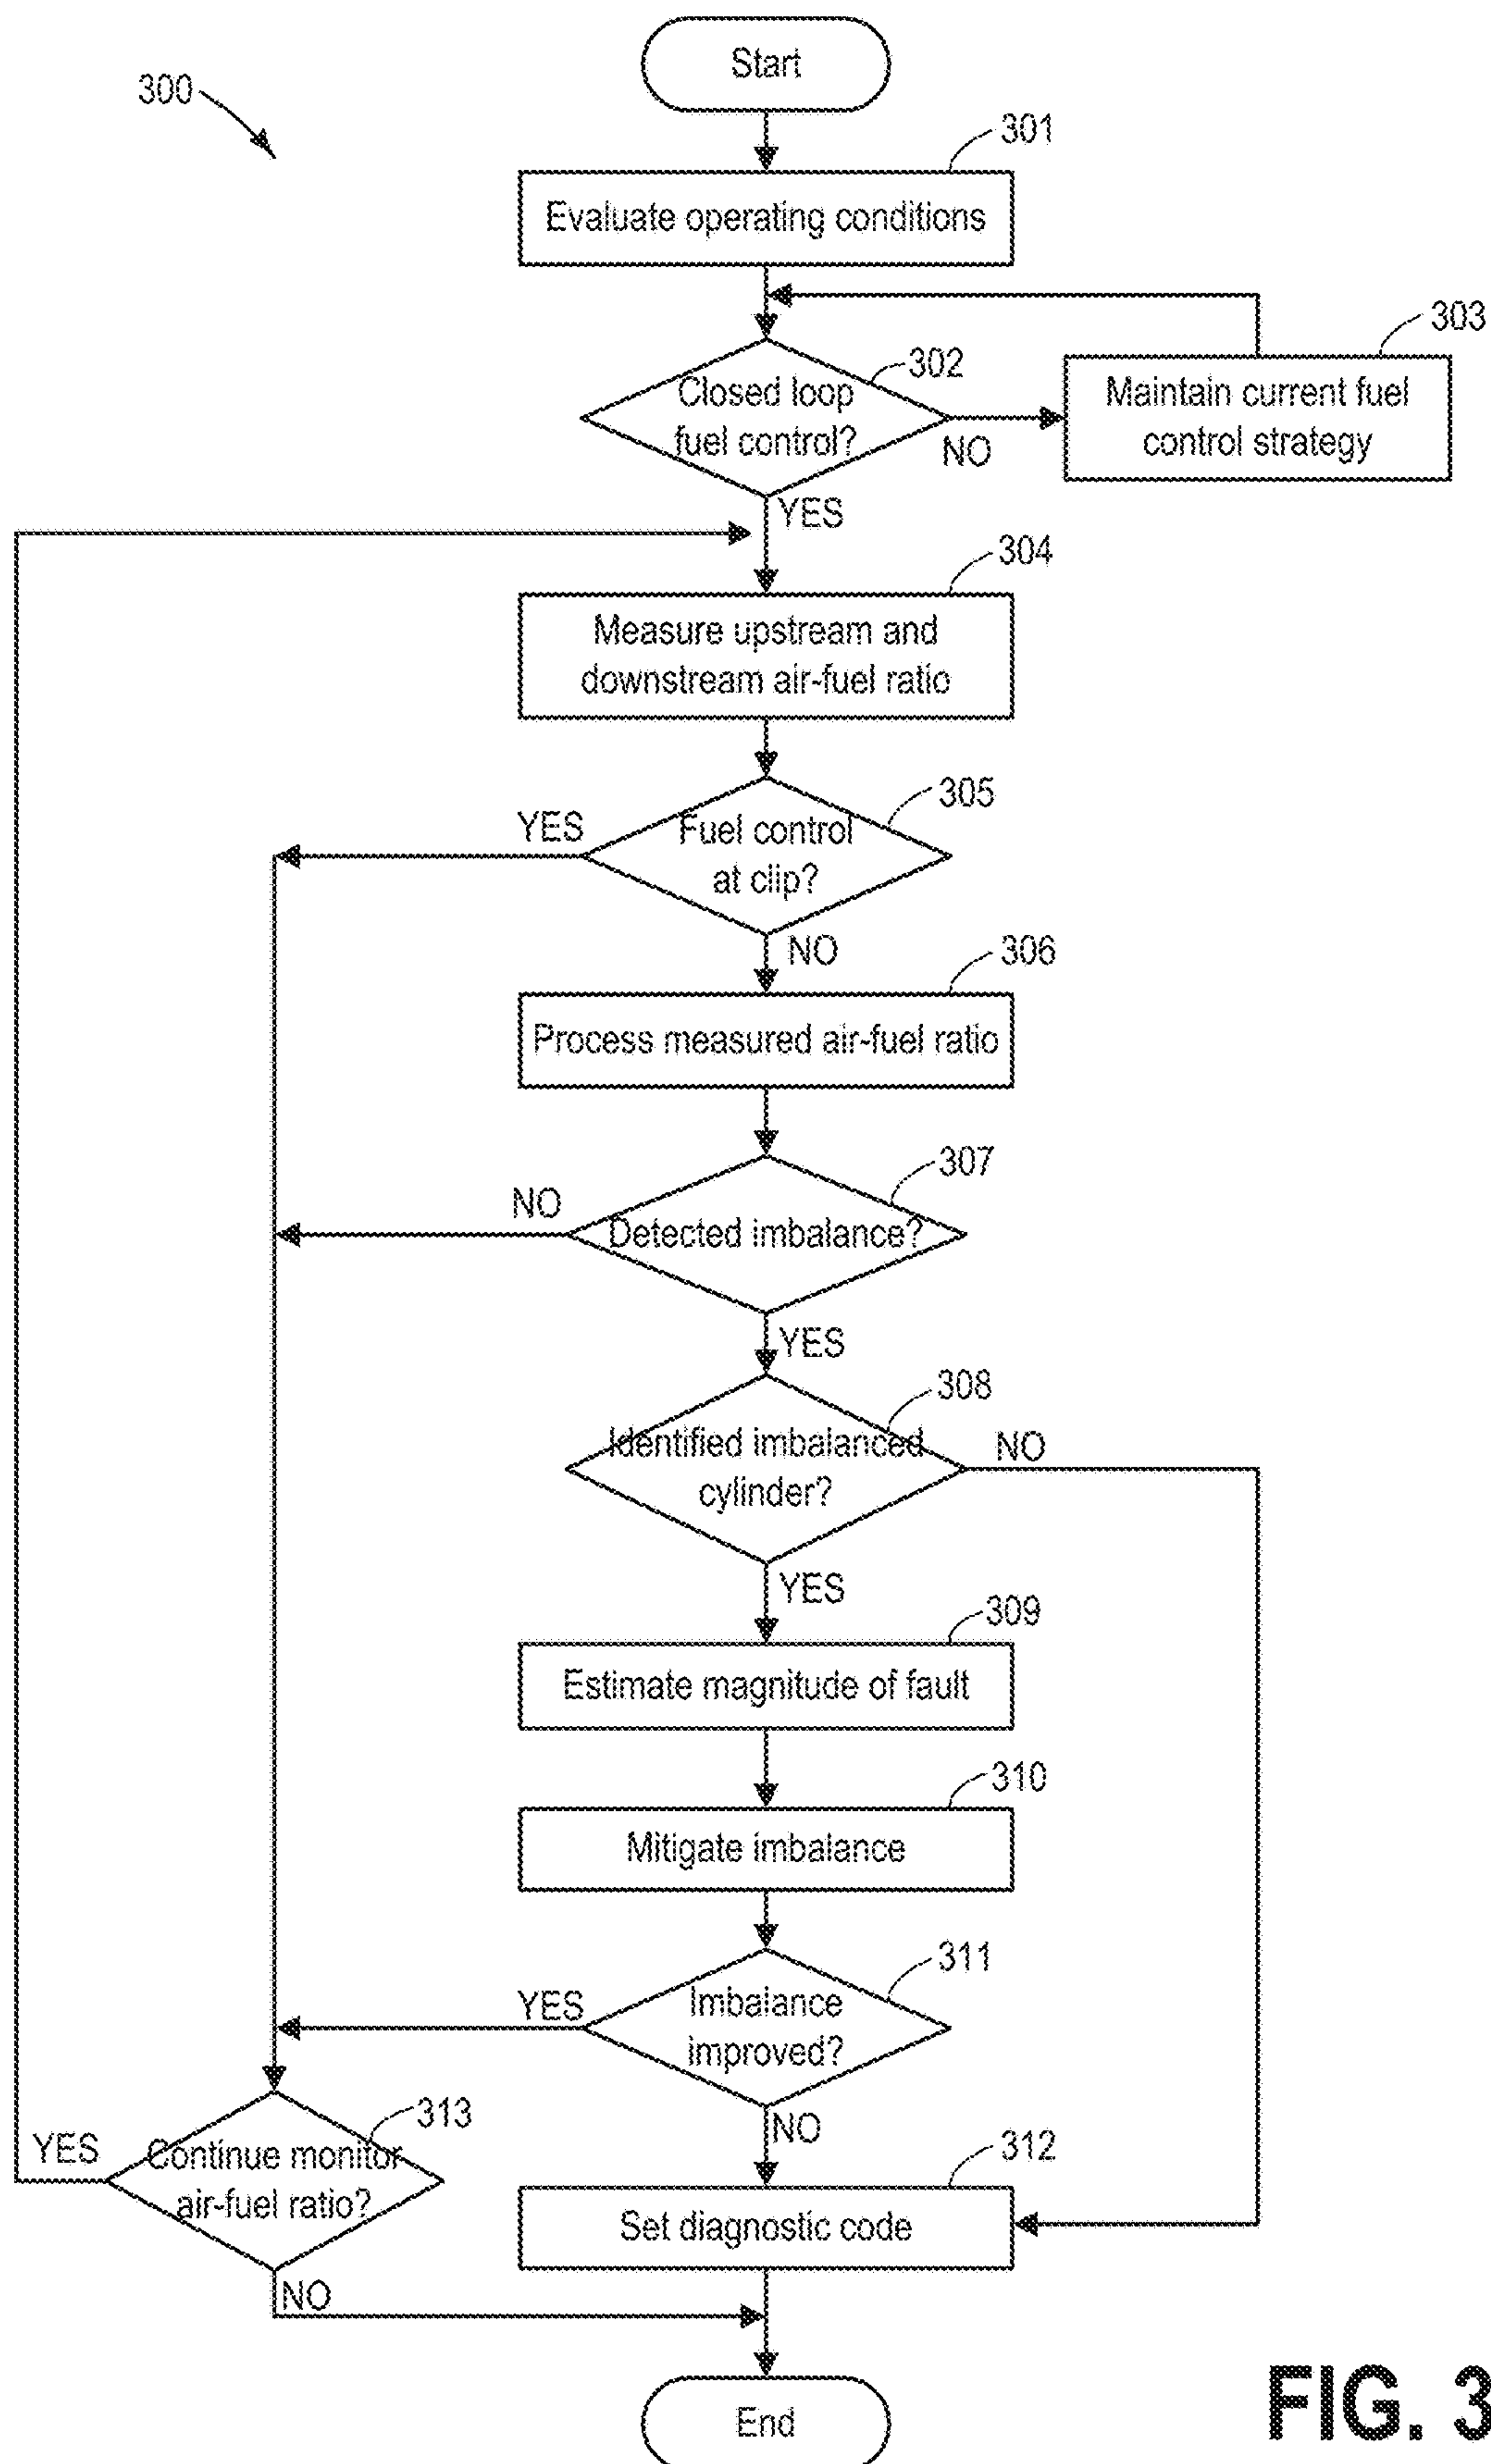 Start
300
301
Evaluate operating conditions
303
302
Closed loop
fuel control?
Maintain current fuel
control strategy
NO
YES
304
Measure upstream and
downstream air-fuel ratio
305
YES
Fuel control
at clip?
NO
306
Process measured air-fuel ratio
307
NO
Detected imbalance?
YES
308
Identified imbalanced
cylinder?
NO
YES
309
Estimate magnitude of fault
310
Mitigate imbalance
311
YES
Imbalance
improved?
313
NO
YES
Continue monitor
air-fuel ratio?
312
Set diagnostic code
NO
End
FIG. 3